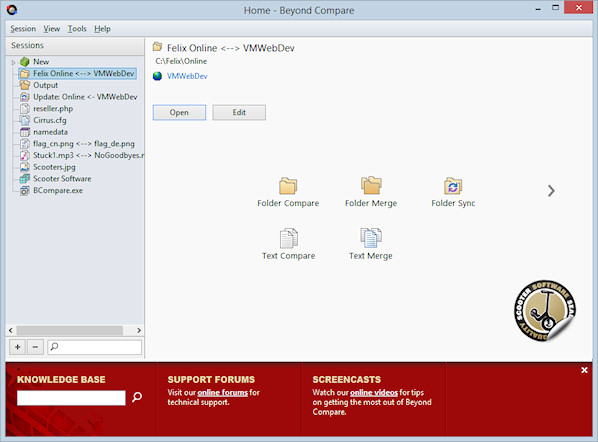 Home - Beyond Compare
Session View Tools Help
Sessions
New
Felix Online <--> VMWebDev
Output
Update: Online <- VMWebDev
reseller.php
Cirrus.cfg
namedata
flag_cn.png <--> flag_de.png
Stuck1.mp3 <--> NoGoodbyes.r
Scooters.jpg
Scooter Software
BCompare.exe
Felix Online <--> VMWebDev
C:\Felix\Online
VMWebDev
Open Edit
Folder Compare Folder Merge Folder Sync
Text Compare Text Merge
SCOOTER SOFTWARE SEAL
QUALITY
KNOWLEDGE BASE
SUPPORT FORUMS
Visit our online forums for
technical support.
SCREENCASTS
Watch our online videos for tips
on getting the most out of Beyond
Compare.